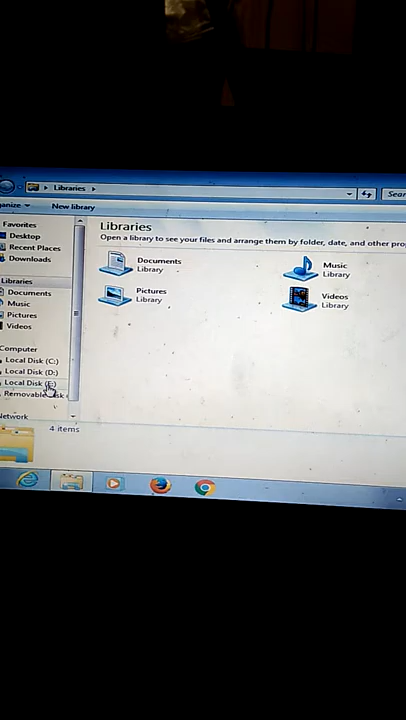 Libraries
New library
Favorites
Desktop
Recent Places
Downloads
Libraries
Documents
Music
Pictures
Videos
Computer
Local Disk (C:)
Local Disk (D:)
Local Disk (E:)
Removable
Network
Libraries
Open a library to see your files and arrange them by folder, date, and other
Documents
Library
Music
Library
Pictures
Library
Videos
Library
4 items